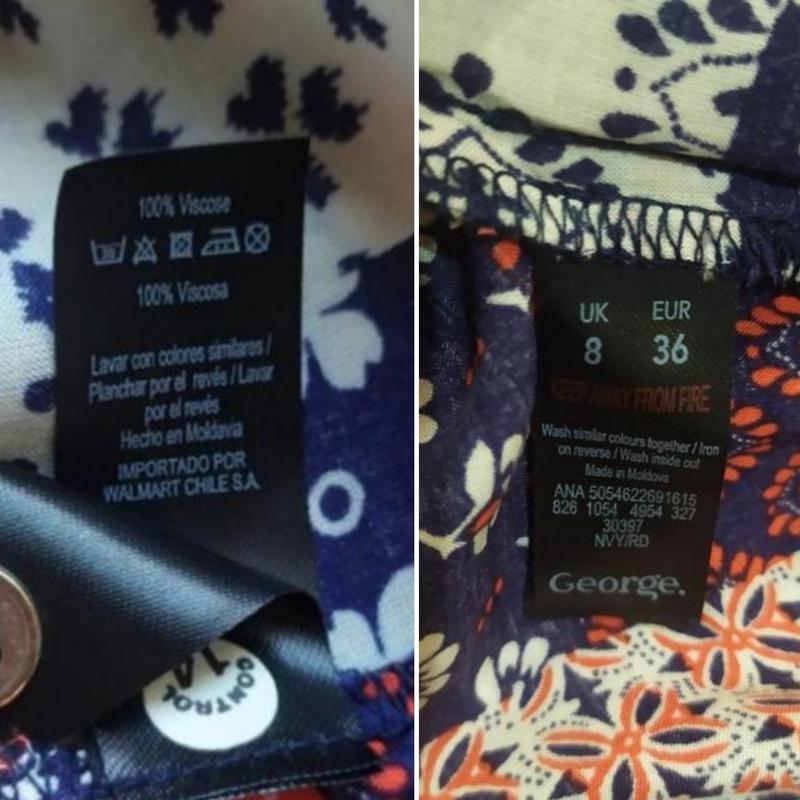 100% Viscose
100% Viscosa
Lavar con colores similares /
Planchar por el revés / Lavar
por el revés
Hecho en Moldavia
IMPORTADO POR
WALMART CHILE S.A.
CONTROL
14
UK EUR
8 36
KEEP AWAY FROM FIRE
Wash similar colours together / Iron
on reverse / Wash inside out
Made in Moldova
ANA 5054622691615
826 1054 4954 327
30397
NVY/RD
George.